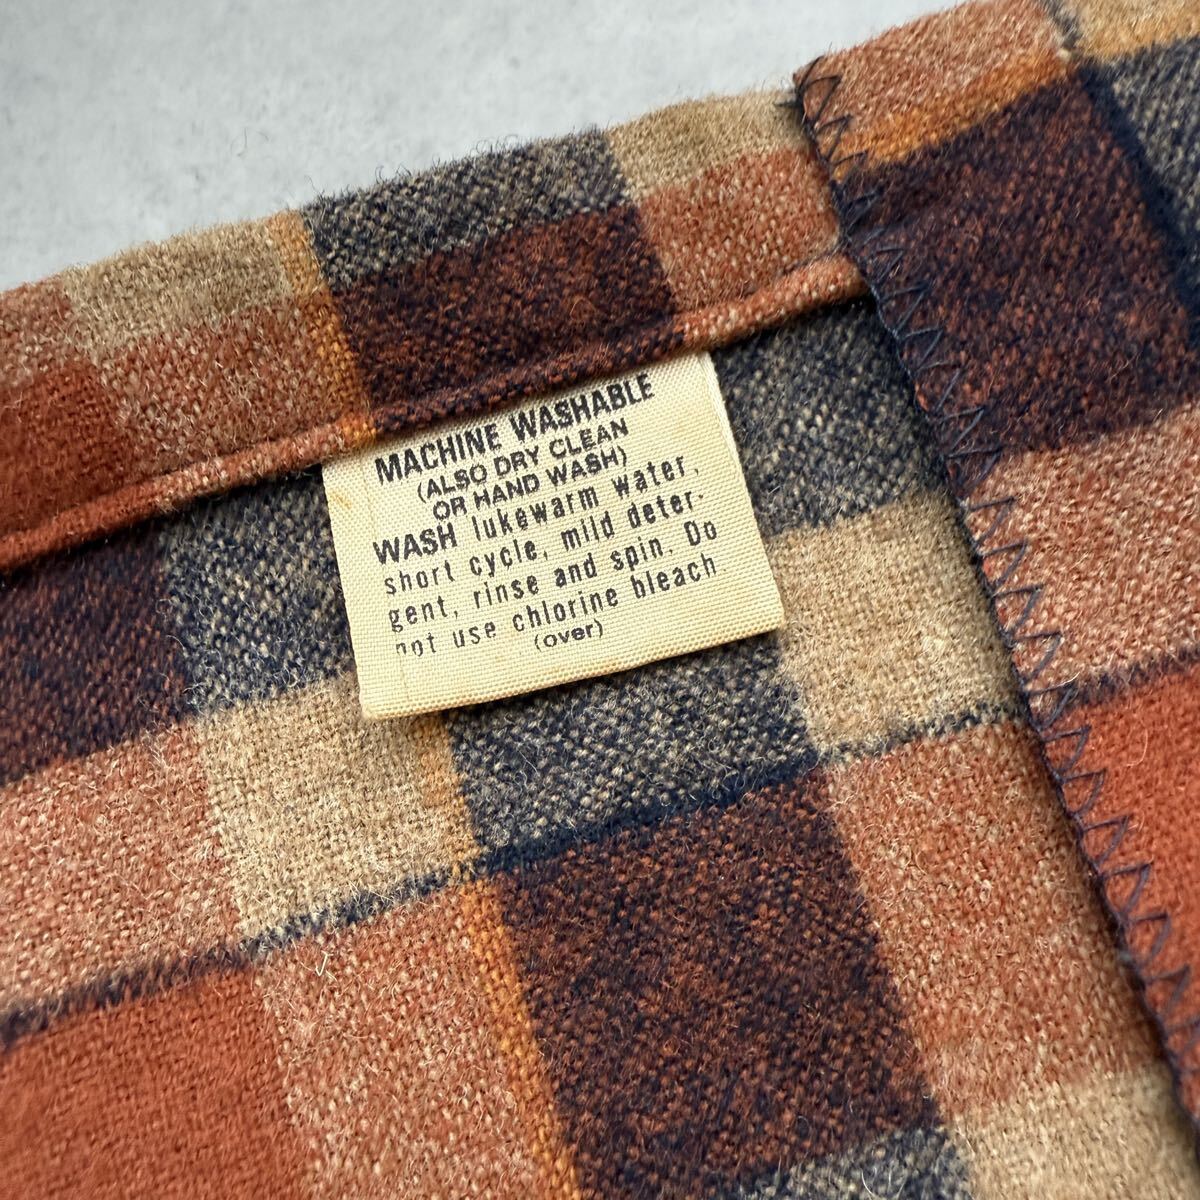 MACHINE WASHABLE
(ALSO DRY CLEAN
OR HAND WASH)
WASH lukewarm water,
short cycle, mild deter-
gent, rinse and spin. Do
not use chlorine bleach
(over)